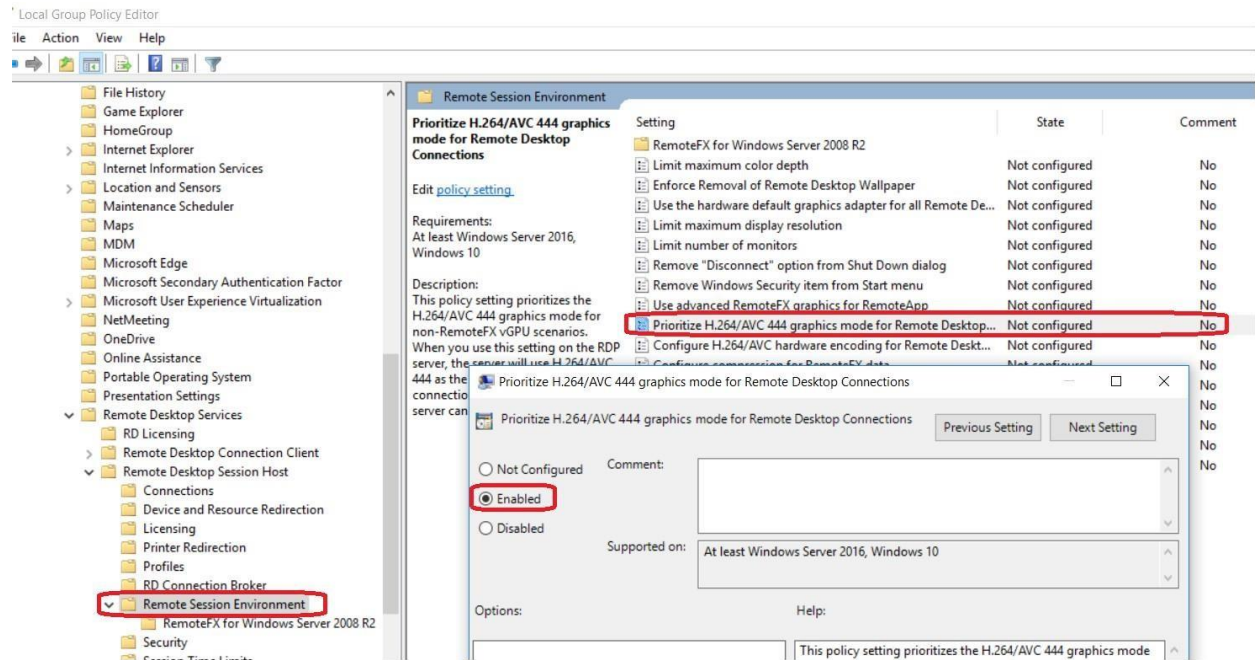 Local Group Policy Editor
ile Action View Help
File History
Game Explorer
HomeGroup
Internet Explorer
Internet Information Services
Location and Sensors
Maintenance Scheduler
Maps
MDM
Microsoft Edge
Microsoft Secondary Authentication Factor
Microsoft User Experience Virtualization
NetMeeting
OneDrive
Online Assistance
Portable Operating System
Presentation Settings
Remote Desktop Services
RD Licensing
Remote Desktop Connection Client
Remote Desktop Session Host
Connections
Device and Resource Redirection
Licensing
Printer Redirection
Profiles
RD Connection Broker
Remote Session Environment
RemoteFX for Windows Server 2008 R2
Security
Session Time Limits
Remote Session Environment
Prioritize H.264/AVC 444 graphics
mode for Remote Desktop
Connections
Edit policy setting
Requirements:
At least Windows Server 2016,
Windows 10
Description:
This policy setting prioritizes the
H.264/AVC 444 graphics mode for
non-RemoteFX vGPU scenarios.
When you use this setting on the RDP
server, the server will use H.264/AVC
444 as the
connectio
server can
Setting State Comment
RemoteFX for Windows Server 2008 R2
Limit maximum color depth Not configured No
Enforce Removal of Remote Desktop Wallpaper Not configured No
Use the hardware default graphics adapter for all Remote De... Not configured No
Limit maximum display resolution Not configured No
Limit number of monitors Not configured No
Remove "Disconnect" option from Shut Down dialog Not configured No
Remove Windows Security item from Start menu Not configured No
Use advanced RemoteFX graphics for RemoteApp Not configured No
Prioritize H.264/AVC 444 graphics mode for Remote Desktop... Not configured No
Configure H.264/AVC hardware encoding for Remote Deskt... Not configured No
Configure compression for RemoteFX data Not configured No
No
No
No
No
No
Prioritize H.264/AVC 444 graphics mode for Remote Desktop Connections
Prioritize H.264/AVC 444 graphics mode for Remote Desktop Connections
Previous Setting Next Setting
Not Configured
Enabled
Disabled
Comment:
Supported on:
At least Windows Server 2016, Windows 10
Options:
Help:
This policy setting prioritizes the H.264/AVC 444 graphics mode